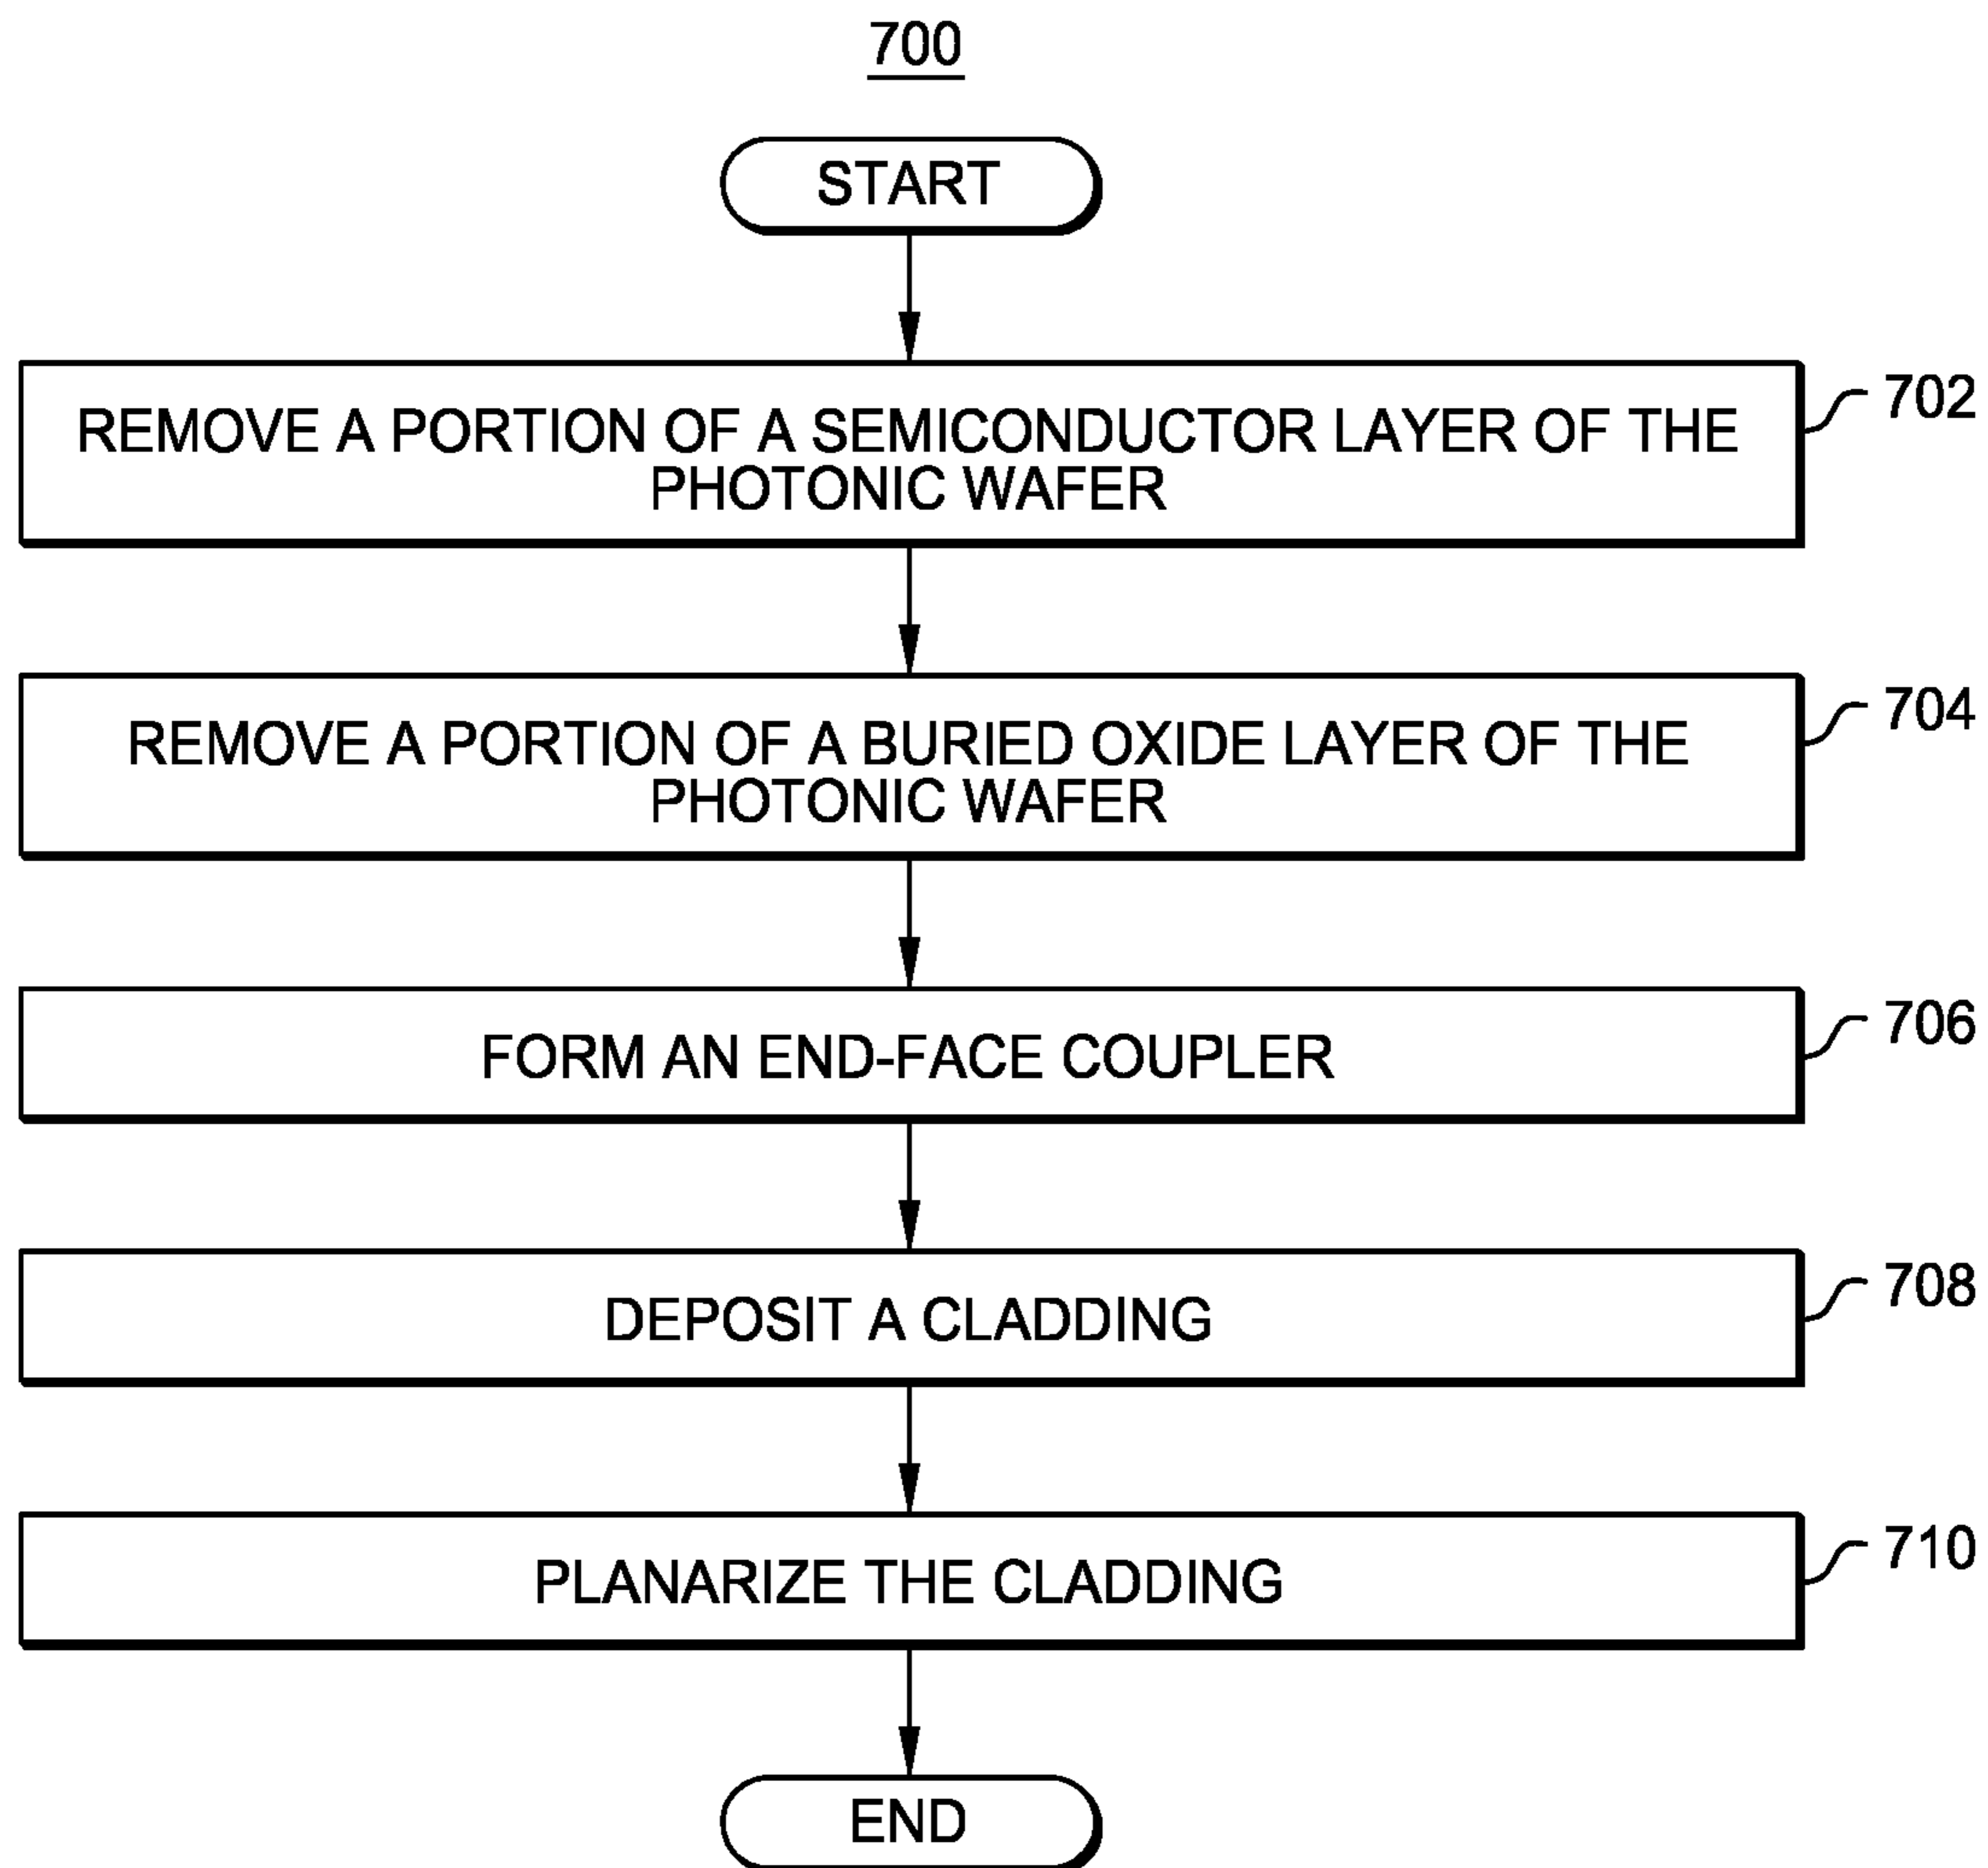 700
START
REMOVE A PORTION OF A SEMICONDUCTOR LAYER OF THE
PHOTONIC WAFER
702
REMOVE A PORTION OF A BURIED OXIDE LAYER OF THE
PHOTONIC WAFER
704
FORM AN END-FACE COUPLER
706
DEPOSIT A CLADDING
708
PLANARIZE THE CLADDING
710
END